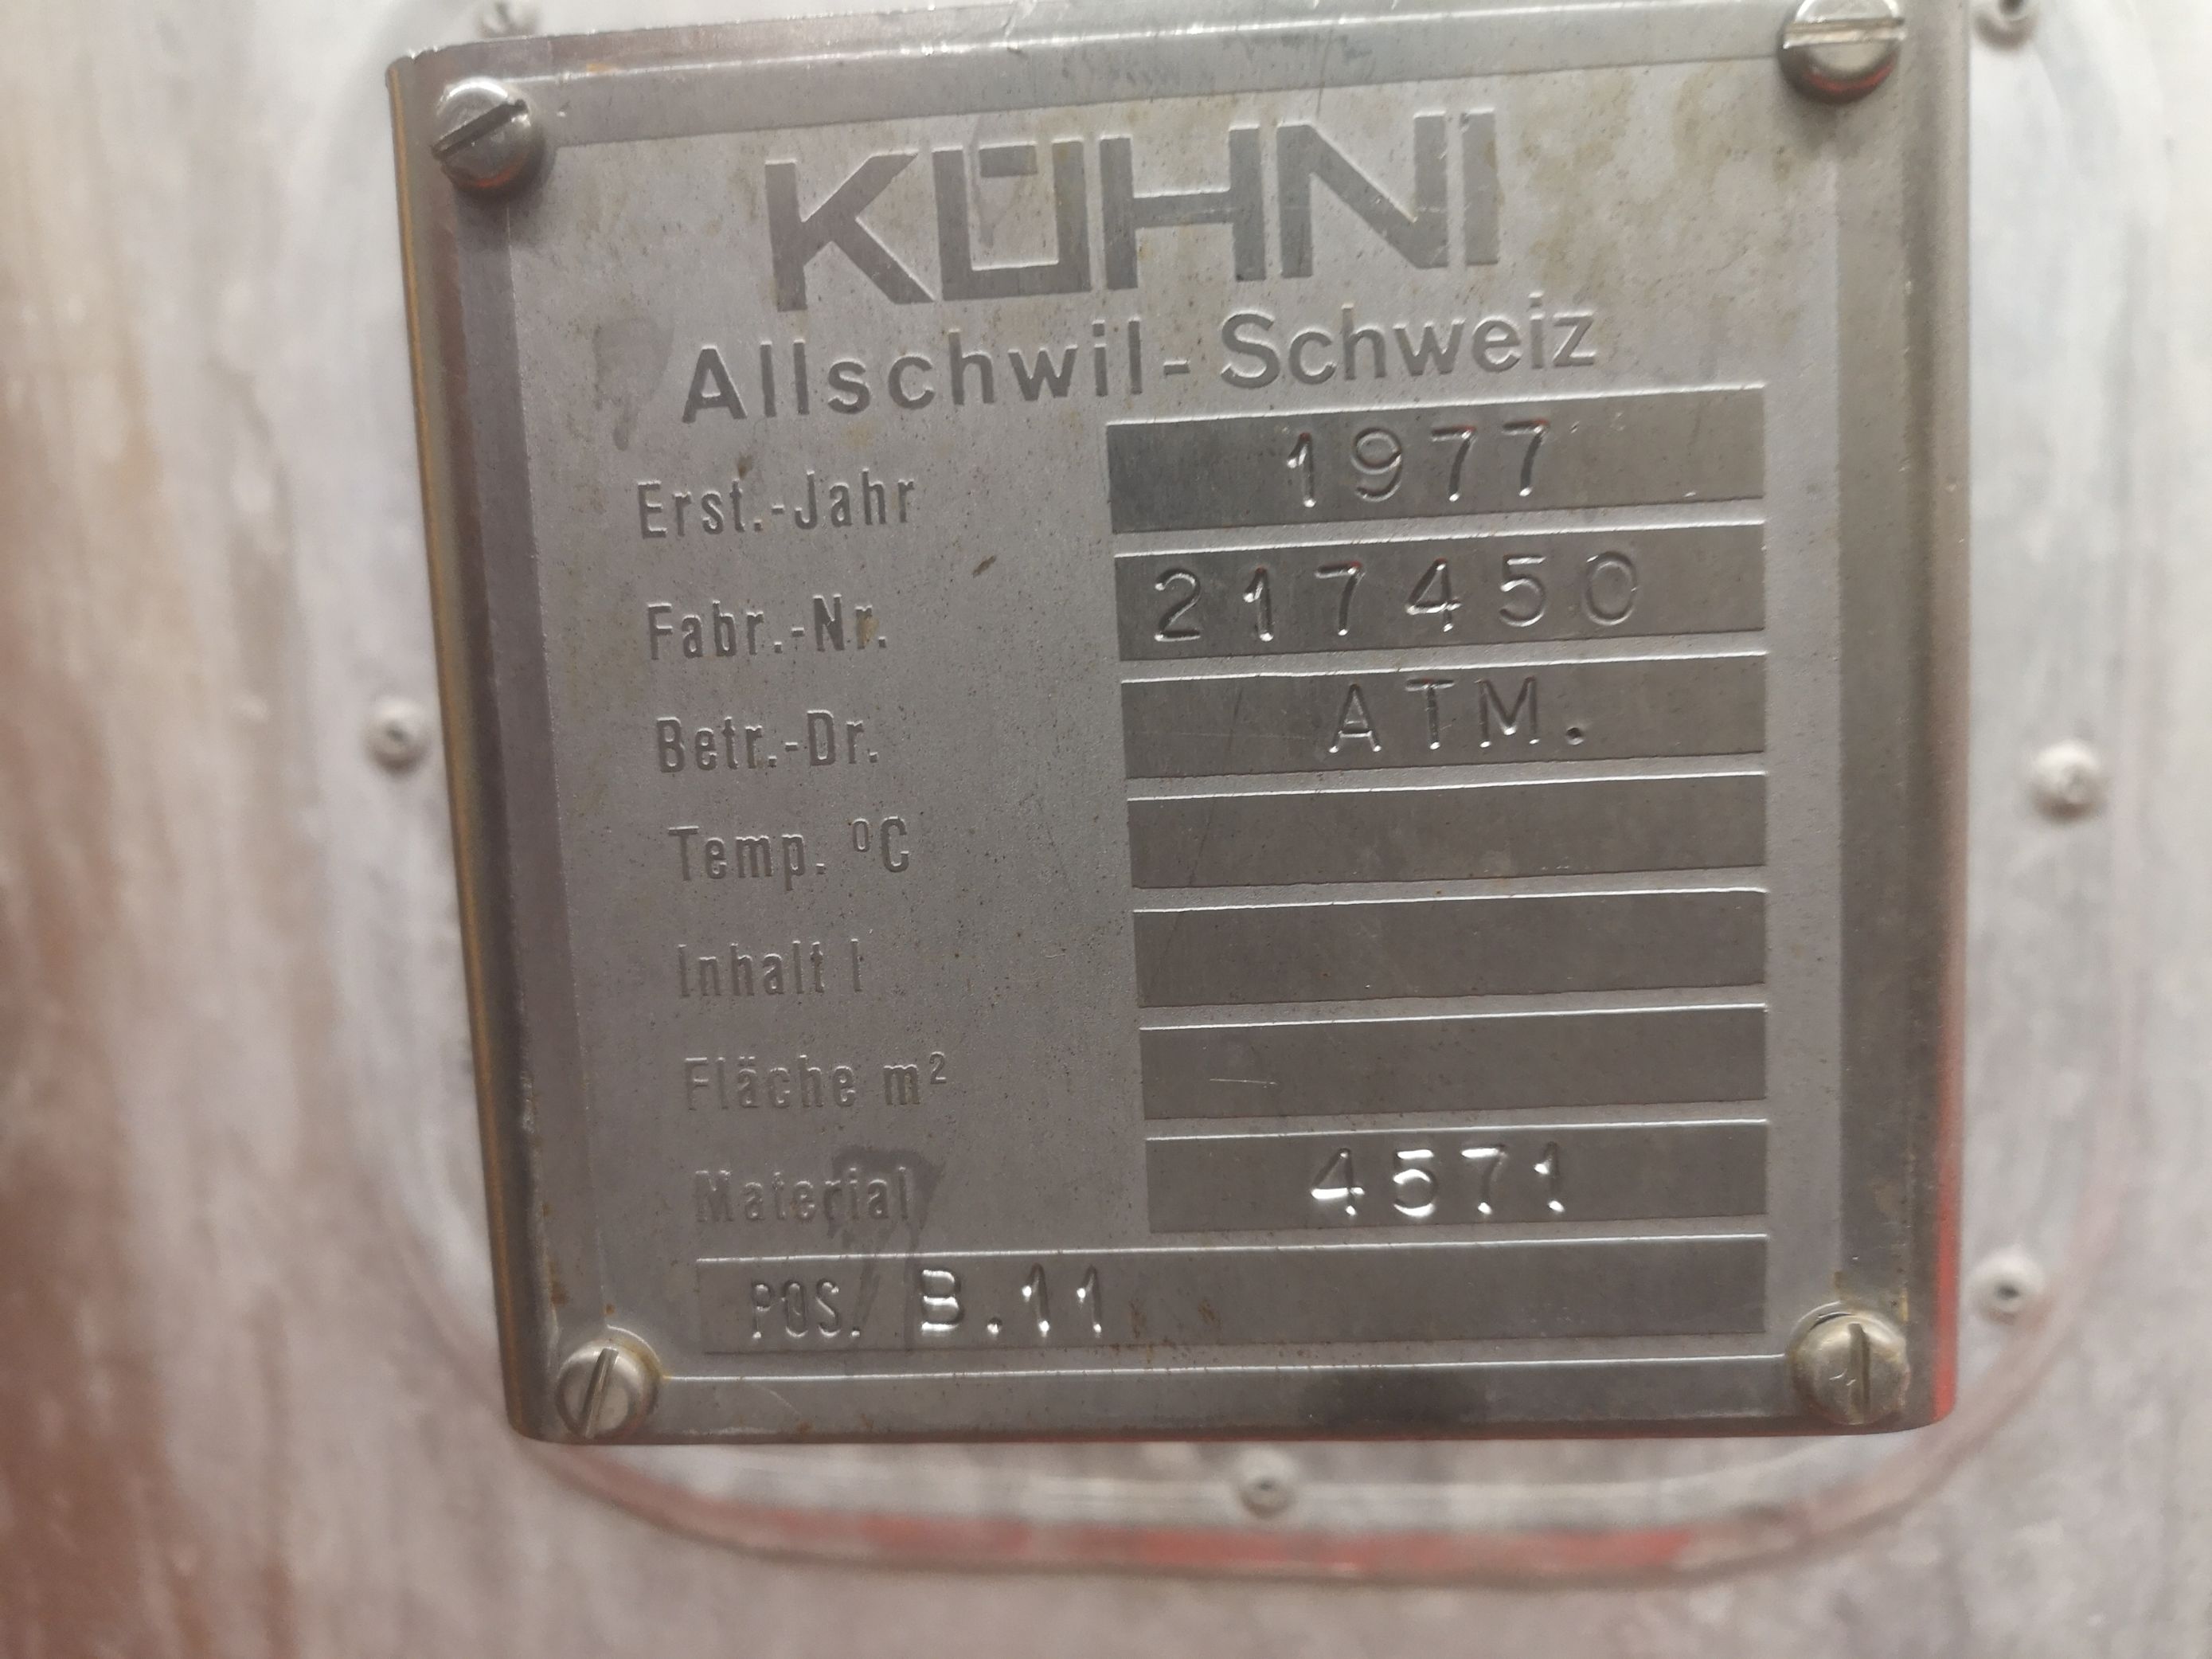 KÜHNI
Allschwil - Schweiz
Erst.-Jahr 1977
Fabr.-Nr. 217450
Betr.-Dr. ATM.
Temp. °C
Inhalt l
Fläche m²
Material 4571
POS. B.11